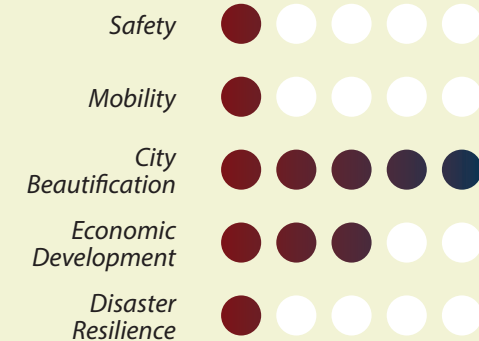 Safety
Mobility
City
Beautification
Economic
Development
Disaster
Resilience